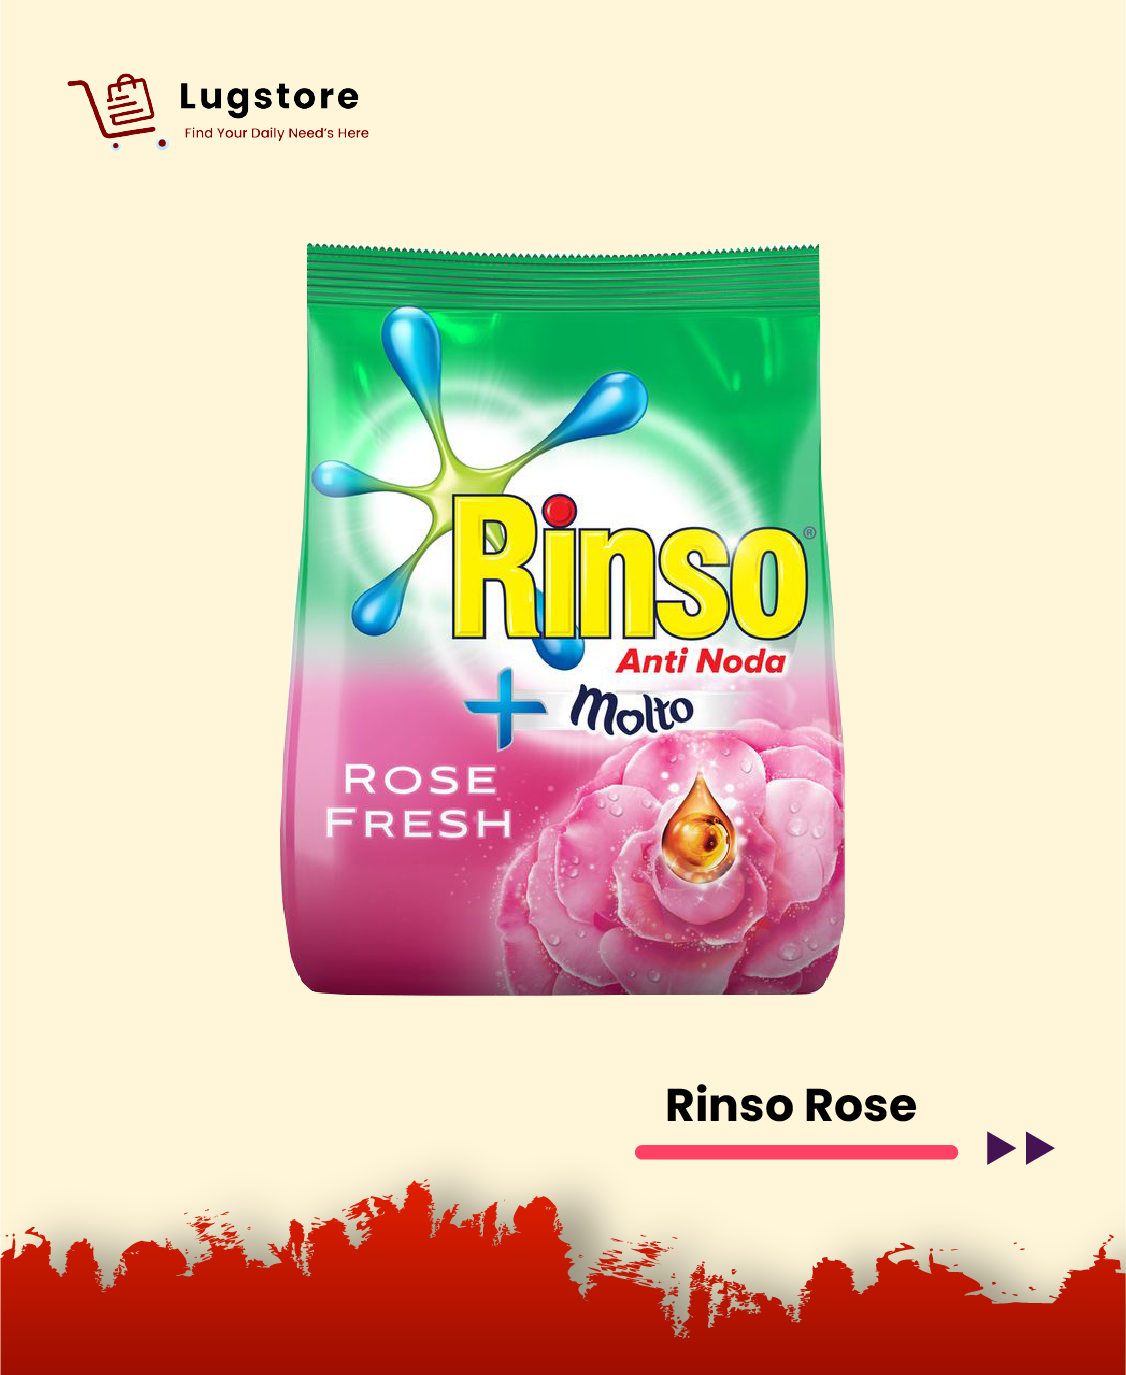 Lugstore
Find Your Daily Need's Here
Rinso®
Anti Noda
+ Molto
ROSE
FRESH
Rinso Rose